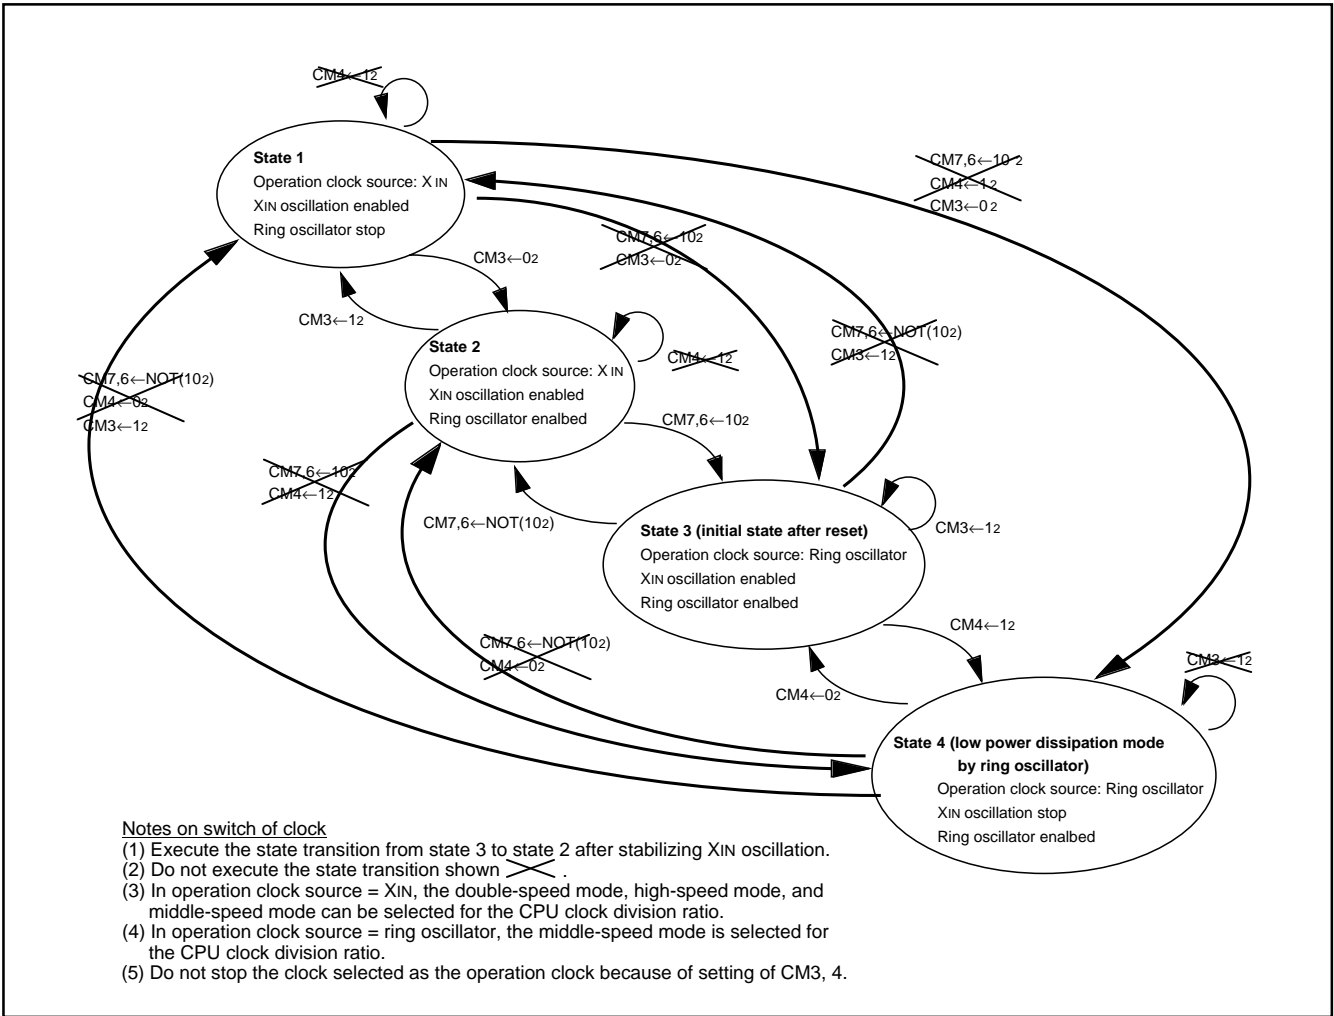 CM4←12
State 1
Operation clock source: XIN
XIN oscillation enabled
Ring oscillator stop
CM7,6←102
CM4←12
CM3←02
CM7,6←102
CM3←02
CM3←02
CM3←12
CM7,6←NOT(102)
CM3←12
State 2
Operation clock source: XIN
XIN oscillation enabled
Ring oscillator enalbed
CM4←12
CM7,6←NOT(102)
CM4←02
CM3←12
CM7,6←102
CM7,6←102
CM4←12
CM7,6←NOT(102)
State 3 (initial state after reset)
Operation clock source: Ring oscillator
XIN oscillation enabled
Ring oscillator enalbed
CM3←12
CM4←12
CM7,6←NOT(102)
CM4←02
CM3←12
CM4←02
State 4 (low power dissipation mode
by ring oscillator)
Operation clock source: Ring oscillator
XIN oscillation stop
Ring oscillator enalbed
Notes on switch of clock
(1) Execute the state transition from state 3 to state 2 after stabilizing XIN oscillation.
(2) Do not execute the state transition shown .
(3) In operation clock source = XIN, the double-speed mode, high-speed mode, and
middle-speed mode can be selected for the CPU clock division ratio.
(4) In operation clock source = ring oscillator, the middle-speed mode is selected for
the CPU clock division ratio.
(5) Do not stop the clock selected as the operation clock because of setting of CM3, 4.